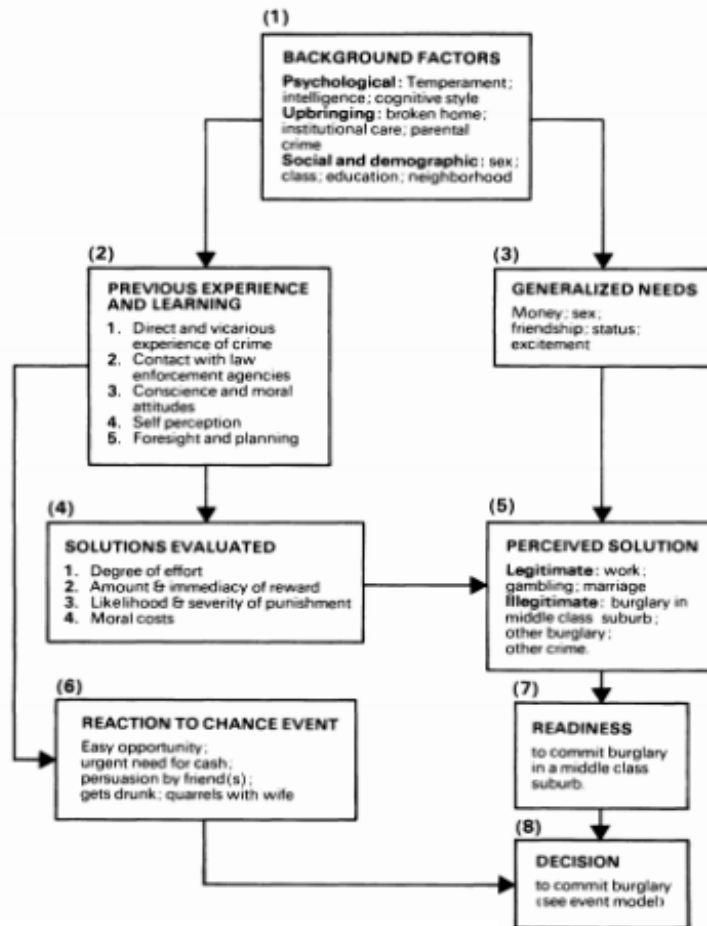 (1)
BACKGROUND FACTORS
Psychological: Temperament;
intelligence; cognitive style
Upbringing: broken home;
institutional care; parental
crime
Social and demographic: sex;
class; education; neighborhood
(2)
PREVIOUS EXPERIENCE
AND LEARNING
1. Direct and vicarious
experience of crime
2. Contact with law
enforcement agencies
3. Conscience and moral
attitudes
4. Self perception
5. Foresight and planning
(3)
GENERALIZED NEEDS
Money; sex;
friendship; status;
excitement
(4)
SOLUTIONS EVALUATED
1. Degree of effort
2. Amount & immediacy of reward
3. Likelihood & severity of punishment
4. Moral costs
(5)
PERCEIVED SOLUTION
Legitimate: work;
gambling; marriage
Illegitimate: burglary in
middle class suburb;
other burglary;
other crime.
(6)
REACTION TO CHANCE EVENT
Easy opportunity;
urgent need for cash;
persuasion by friend(s);
gets drunk; quarrels with wife
(7)
READINESS
to commit burglary
in a middle class
suburb.
(8)
DECISION
to commit burglary
(see event model)